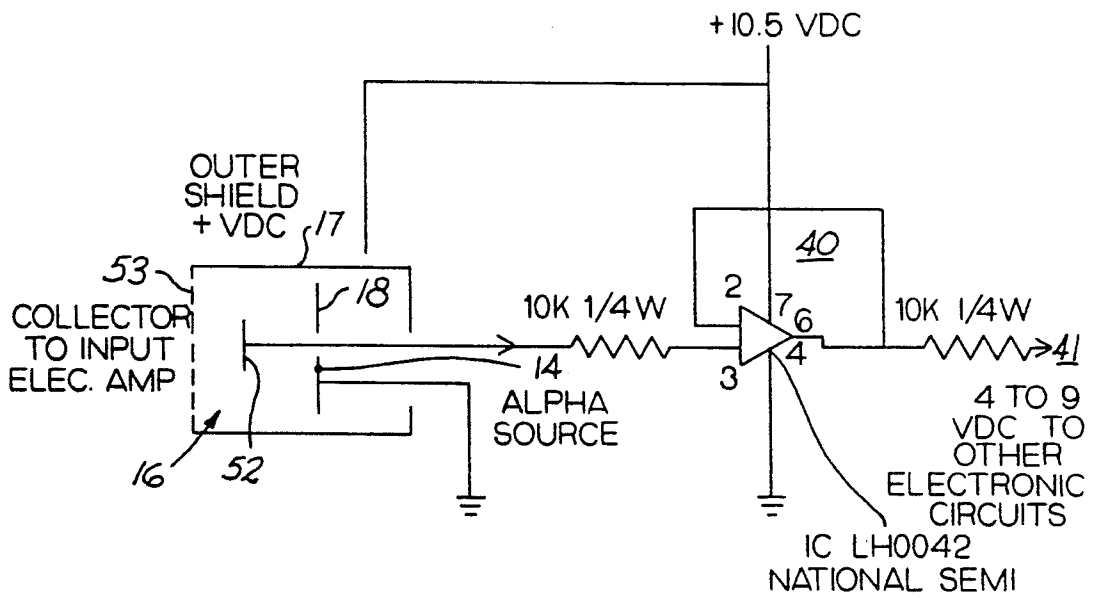 +10.5 VDC
OUTER
SHIELD
+ VDC
17
53
18
40
COLLECTOR
TO INPUT
ELEC. AMP
10K 1/4W
2
7
6
10K 1/4W
3
4
41
14
ALPHA
SOURCE
16
52
4 TO 9
VDC TO
OTHER
ELECTRONIC
CIRCUITS
IC LH0042
NATIONAL SEMI